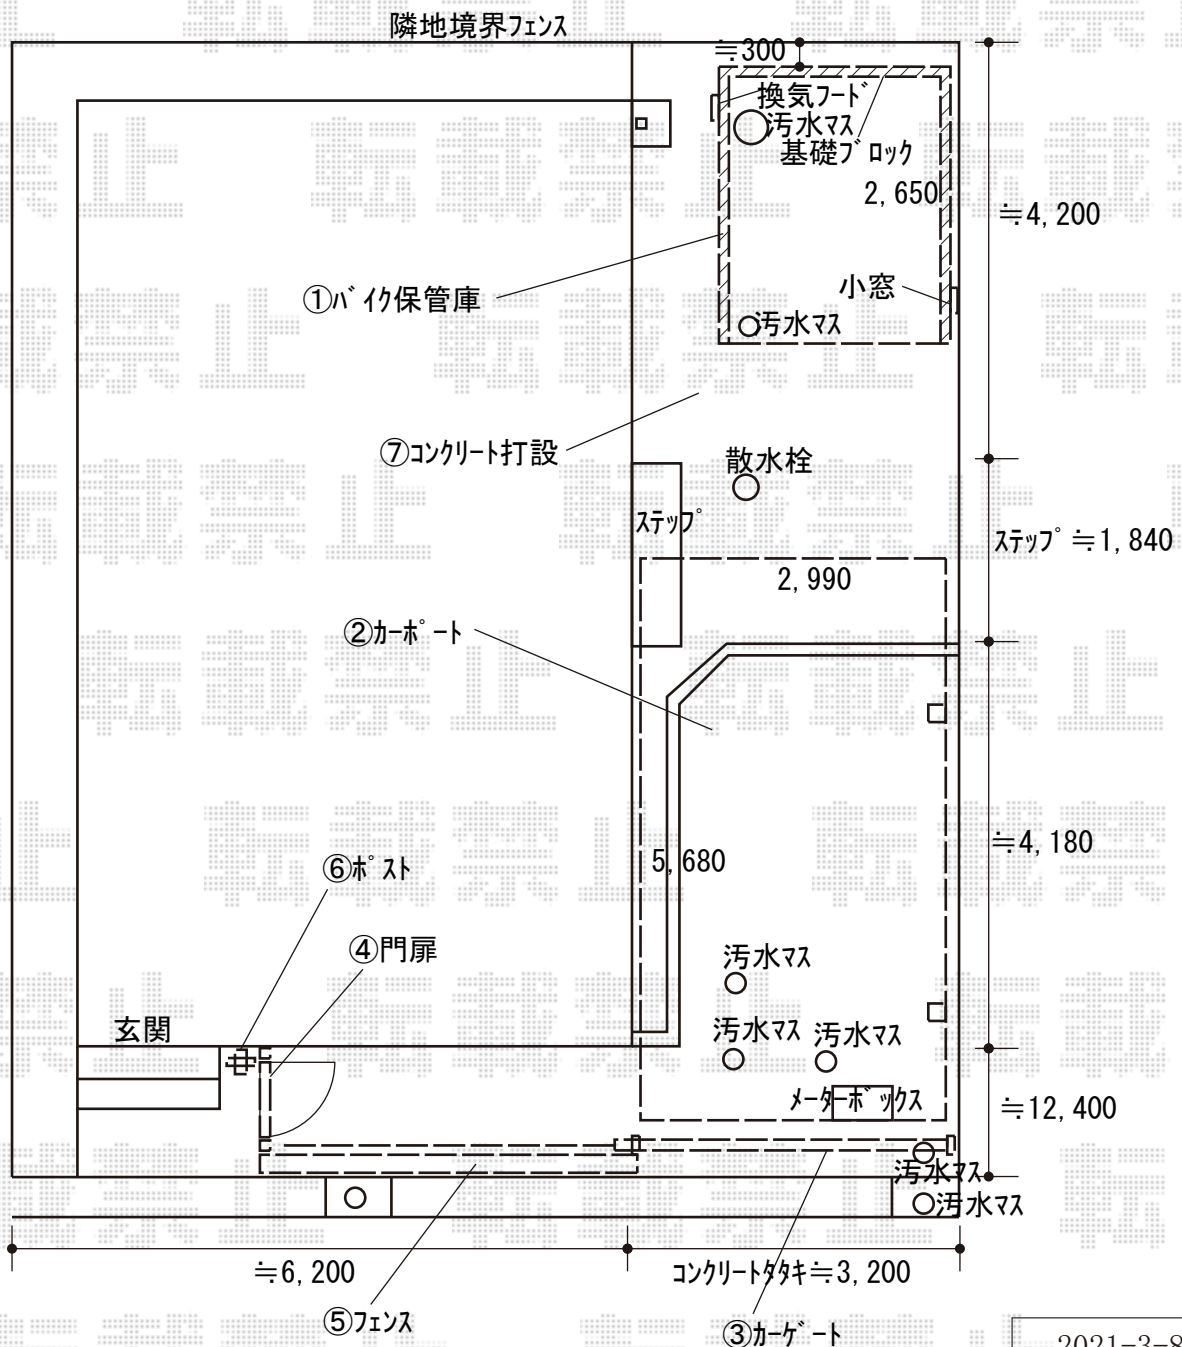 隣地境界フェンス
≒300
換気フード
汚水マス
基礎ブロック
2,650
≒4,200
①バイク保管庫
小窓
汚水マス
⑦コンクリート打設
散水栓
ステップ
ステップ ≒1,840
2,990
②カーポート
5,680
≒4,180
⑥ポスト
④門扉
汚水マス
玄関
汚水マス
汚水マス
メーターボックス
≒12,400
汚水マス
汚水マス
≒6,200
コンクリートタタキ≒3,200
⑤フェンス
③カーゲート
2021-3-8
転載禁止